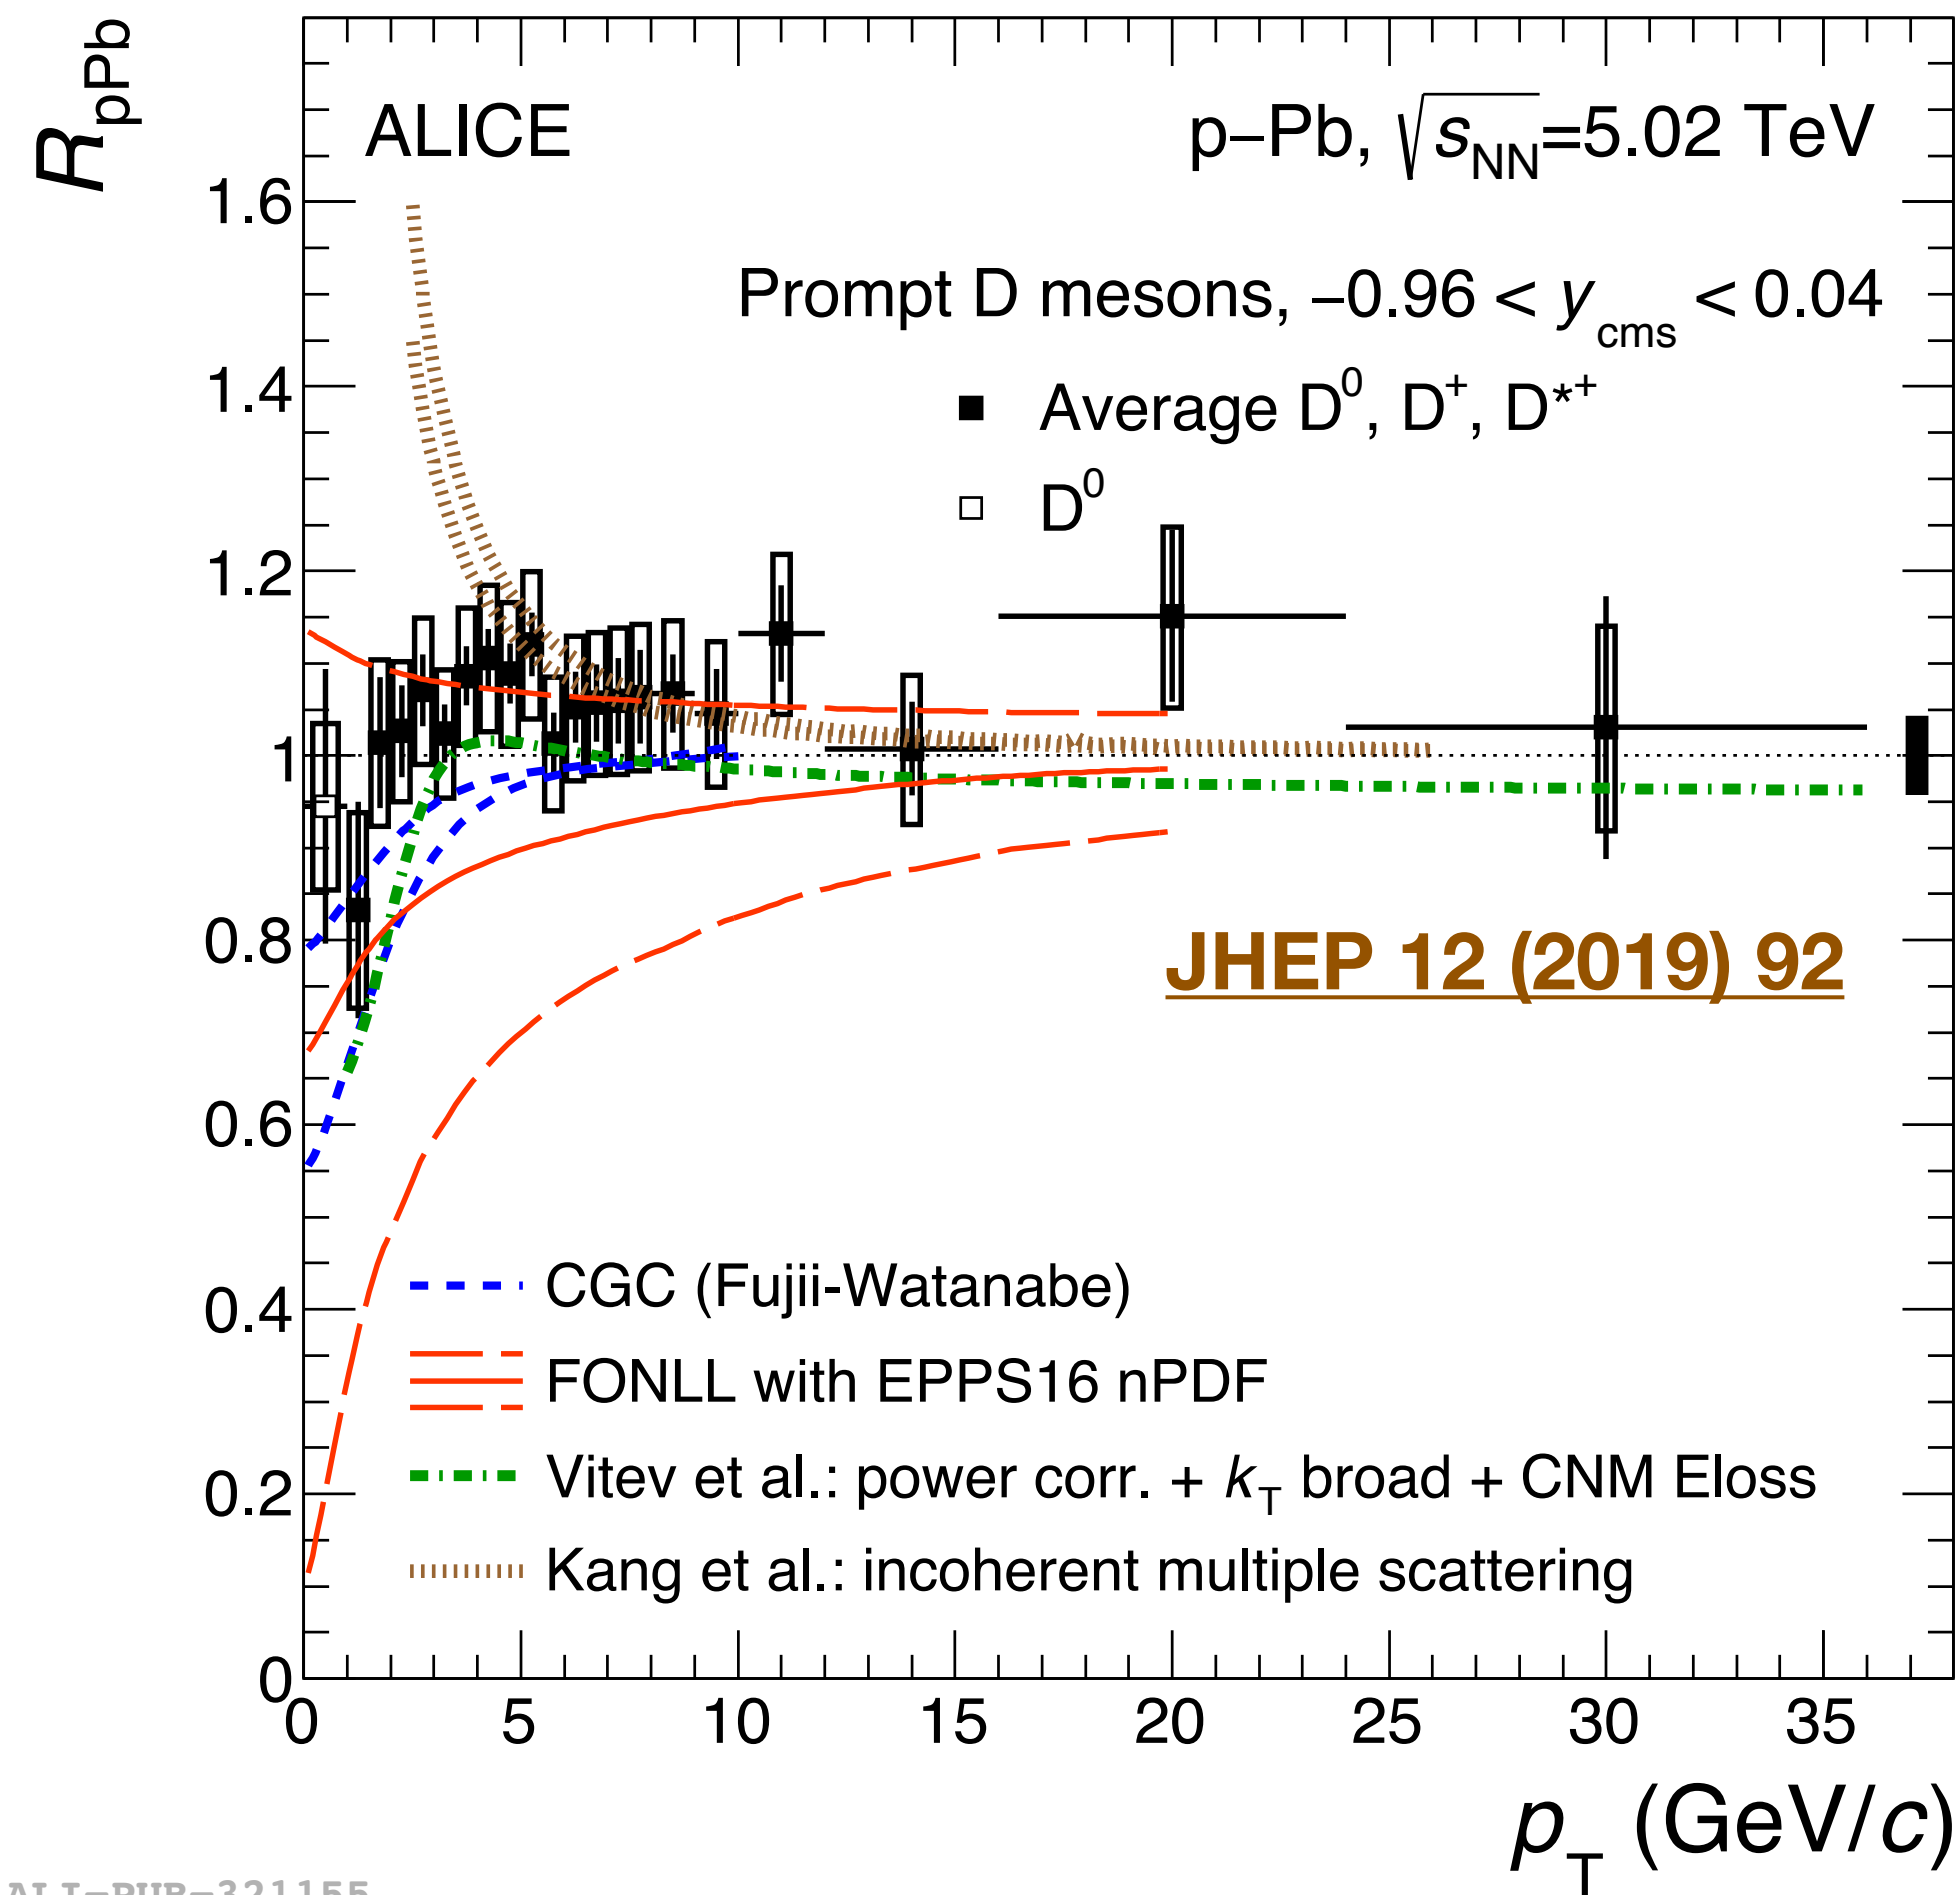 R_pPb
ALICE
p–Pb, √s_NN=5.02 TeV
Prompt D mesons, –0.96 < y_cms < 0.04
Average D⁰, D⁺, D*⁺
D⁰
1.6
1.4
1.2
1
0.8
0.6
0.4
0.2
0
JHEP 12 (2019) 92
CGC (Fujii-Watanabe)
FONLL with EPPS16 nPDF
Vitev et al.: power corr. + k_T broad + CNM Eloss
Kang et al.: incoherent multiple scattering
0 5 10 15 20 25 30 35
p_T (GeV/c)
ALI-PUB-321155